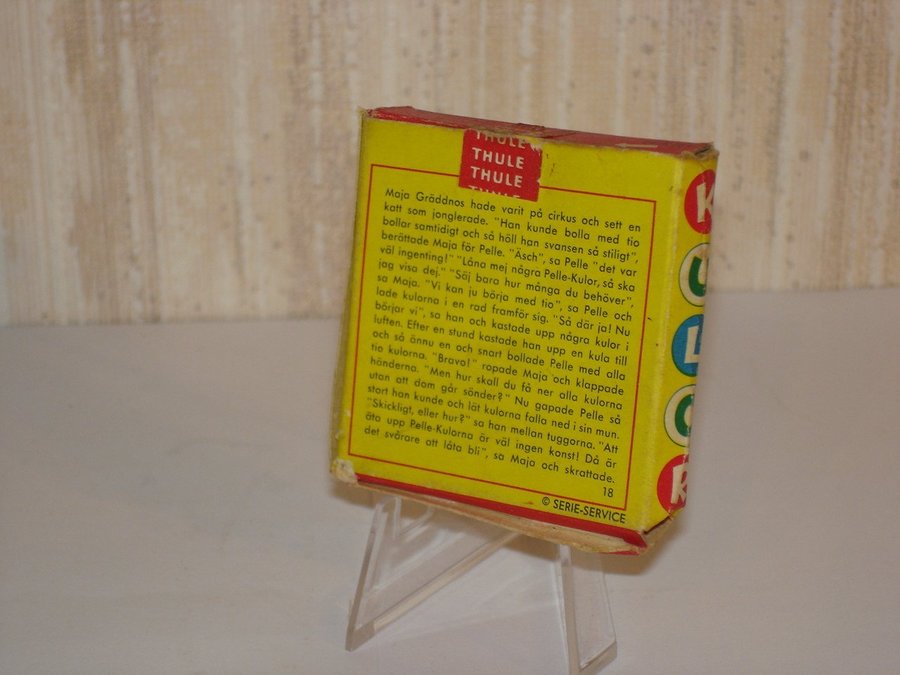 THULE
THULE
THULE
THULE
Maja Gräddnos hade varit på cirkus och sett en
katt som jonglerade. "Han kunde bolla med tio
bollar samtidigt och så höll han svansen så stiligt",
berättade Maja för Pelle. "Äsch", sa Pelle "det var
väl ingenting!" "Låna mej några Pelle-Kulor, så ska
jag visa dej." "Säj bara hur många du behöver",
sa Maja. "Vi kan ju börja med tio", sa Pelle och
lade kulorna i en rad framför sig. "Så där ja! Nu
börjar vi", sa han och kastade upp några kulor i
luften. Efter en stund kastade han upp en kula till
och så ännu en och snart bollade Pelle med alla
tio kulorna. "Bravo!" ropade Maja och klappade
händerna. "Men hur skall du få ner alla kulorna
utan att dom går sönder?" Nu gapade Pelle så
stort han kunde och lät kulorna falla ned i sin mun.
"Skickligt, eller hur?" sa han mellan tuggorna. "Att
äta upp Pelle-Kulorna är väl ingen konst! Då är
det svårare att låta bli", sa Maja och skrattade.
18
© SERIE-SERVICE
K
U
L
O
R